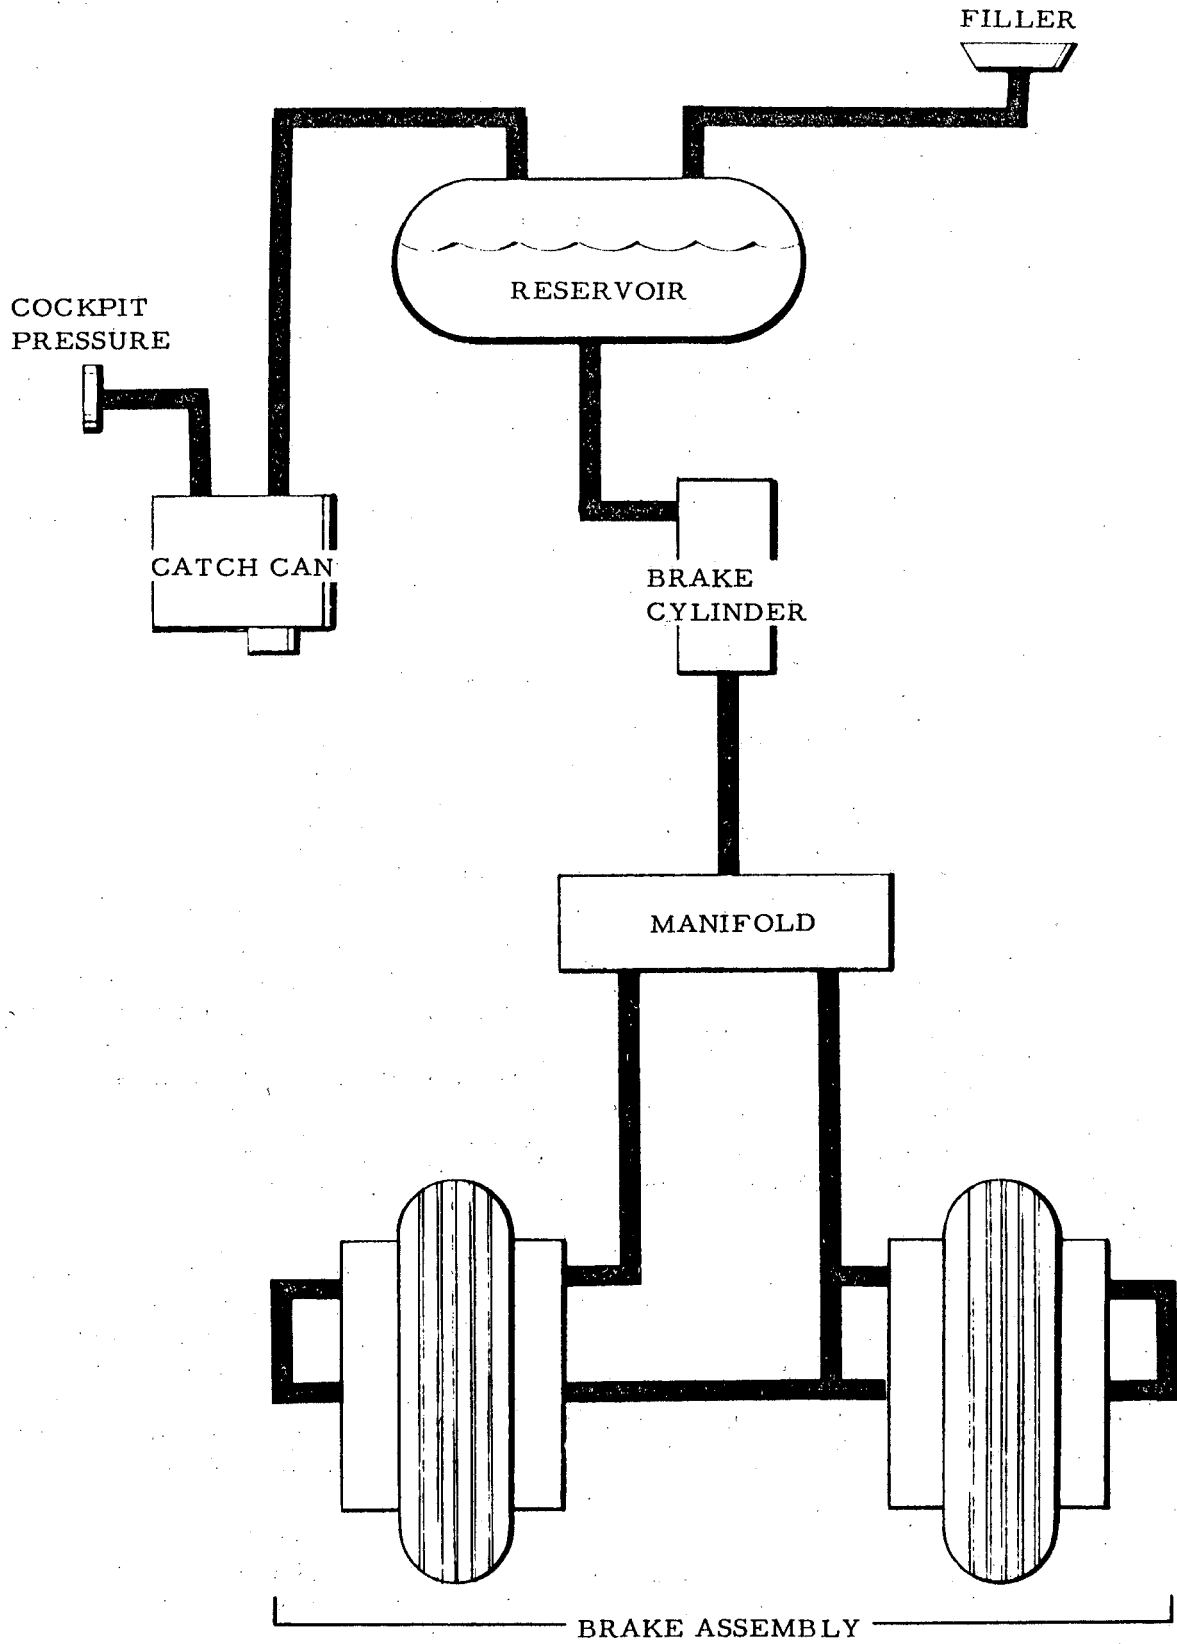 FILLER
RESERVOIR
COCKPIT
PRESSURE
CATCH CAN
BRAKE
CYLINDER
MANIFOLD
BRAKE ASSEMBLY